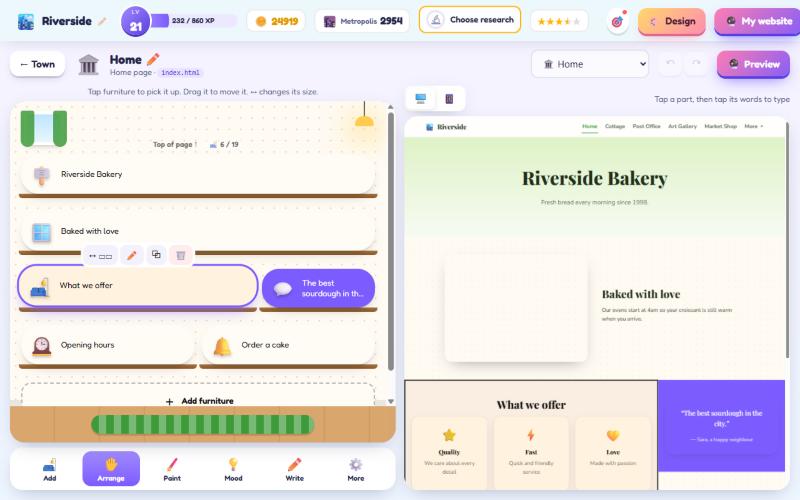 Riverside
LV
21
232 / 860 XP
24919
Metropolis 2954
Choose research
Design
My website
← Town
Home
Home page · index.html
Home
Preview
Tap furniture to pick it up. Drag it to move it. ↔ changes its size.
Tap a part, then tap its words to type
Top of page ↑
6 / 19
Riverside Bakery
Baked with love
What we offer
The best
sourdough in th…
Opening hours
Order a cake
+ Add furniture
Add
Arrange
Paint
Mood
Write
More
Riverside
Home
Cottage
Post Office
Art Gallery
Market Shop
More
Riverside Bakery
Fresh bread every morning since 1998.
Baked with love
Our ovens start at 4am so your croissant is still warm
when you arrive.
What we offer
Quality
We care about every
detail
Fast
Quick and friendly
service
Love
Made with passion
"The best sourdough in the
city."
— Sara, a happy neighbour